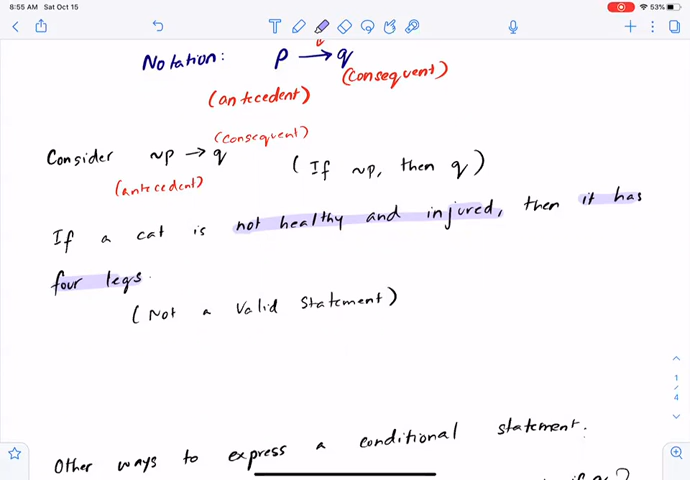 8:55 AM Sat Oct 15
53%
Notation: p → q
(antecedent) (consequent)
Consider ~p → q (If ~p, then q)
(antecedent) (consequent)
If a cat is not healthy and injured, then it has
four legs.
(Not a valid statement)
1
/
4
Other ways to express a conditional statement:
if q?